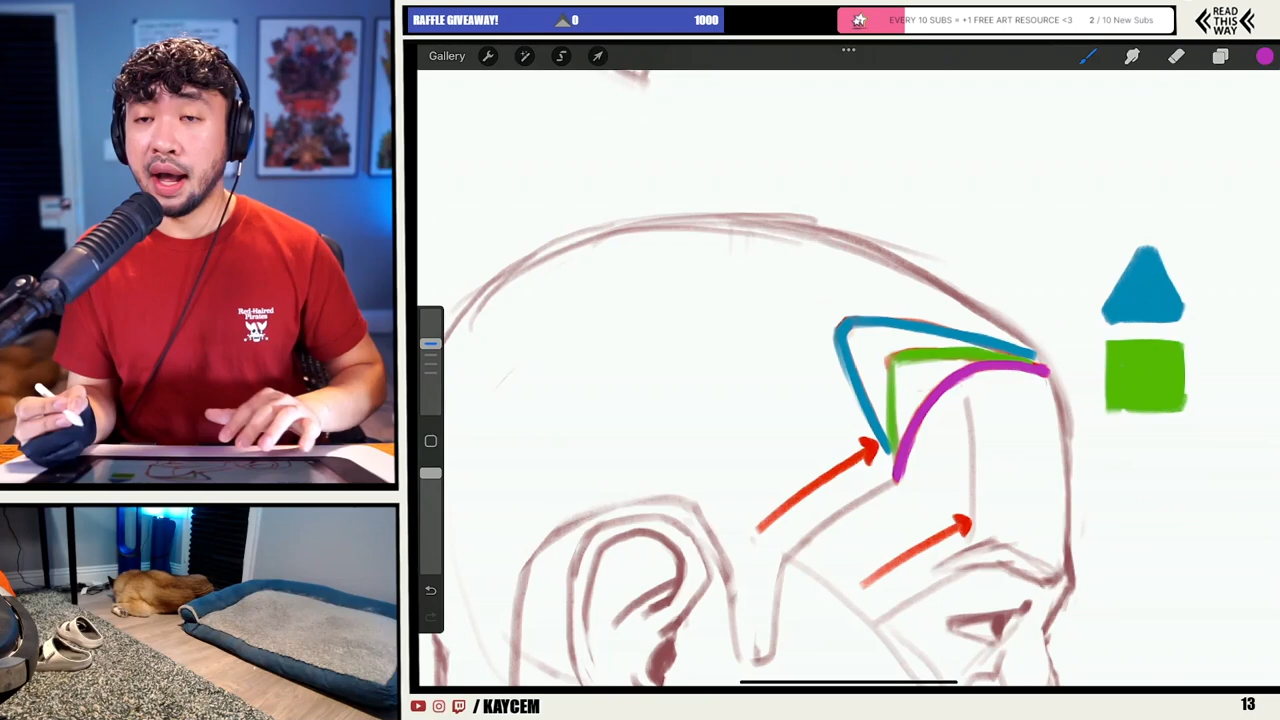 RAFFLE GIVEAWAY! 0 1000
EVERY 10 SUBS = +1 FREE ART RESOURCE <3 2 / 10 New Subs
READ
THIS
WAY
Gallery
Red-Haired
Pirates
/ KAYCEM
13